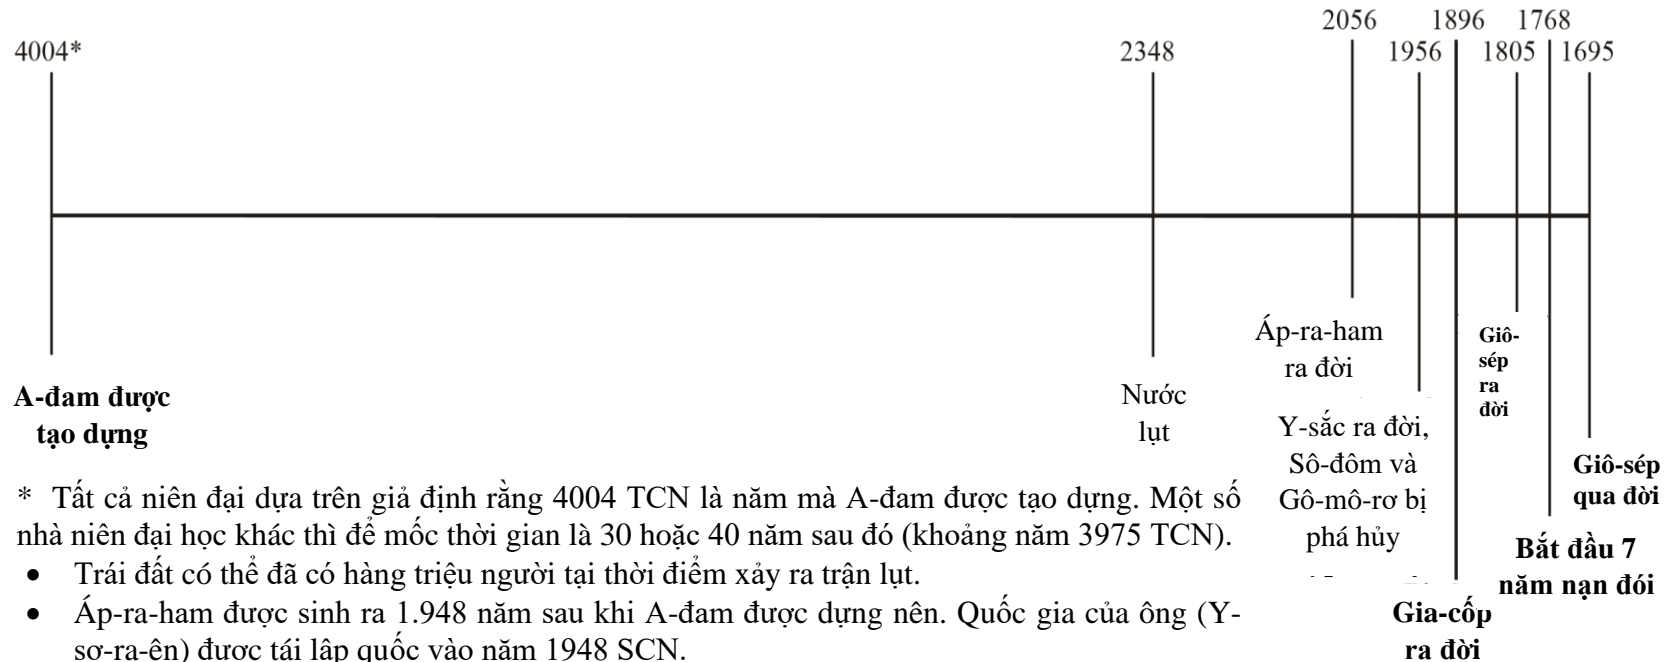 2056 1896 1768
4004* 2348 1956 1805 1695
Áp-ra-ham
ra đời
Giô-
sép
ra
đời
A-đam được
tạo dựng
Nước
lụt
Y-sắc ra đời,
Sô-đôm và
Gô-mô-rơ bị
phá hủy
Giô-sép
qua đời
Bắt đầu 7
năm nạn đói
Gia-cốp
ra đời
* Tất cả niên đại dựa trên giả định rằng 4004 TCN là năm mà A-đam được tạo dựng. Một số
nhà niên đại học khác thì để mốc thời gian là 30 hoặc 40 năm sau đó (khoảng năm 3975 TCN).
• Trái đất có thể đã có hàng triệu người tại thời điểm xảy ra trận lụt.
• Áp-ra-ham được sinh ra 1.948 năm sau khi A-đam được dựng nên. Quốc gia của ông (Y-
sơ-ra-ên) được tái lập quốc vào năm 1948 SCN.